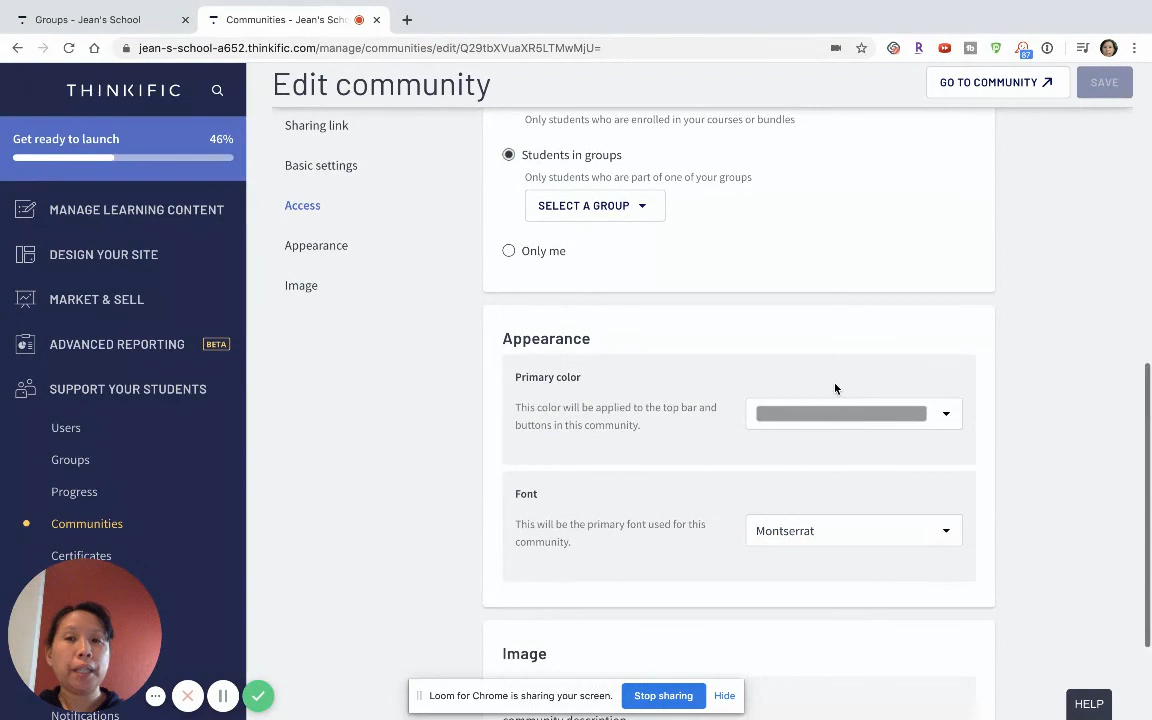 Groups - Jean's School
Communities - Jean's Scho
jean-s-school-a652.thinkific.com/manage/communities/edit/Q29tbXVuaXR5LTMwMjU=
87
THINKIFIC
Edit community
GO TO COMMUNITY
SAVE
Get ready to launch
46%
MANAGE LEARNING CONTENT
DESIGN YOUR SITE
MARKET & SELL
ADVANCED REPORTING
BETA
SUPPORT YOUR STUDENTS
Users
Groups
Progress
Communities
Certificates
Notifications
Sharing link
Basic settings
Access
Appearance
Image
Only students who are enrolled in your courses or bundles
Students in groups
Only students who are part of one of your groups
SELECT A GROUP
Only me
Appearance
Primary color
This color will be applied to the top bar and
buttons in this community.
Font
This will be the primary font used for this
community.
Montserrat
Image
community description
Loom for Chrome is sharing your screen.
Stop sharing
Hide
HELP